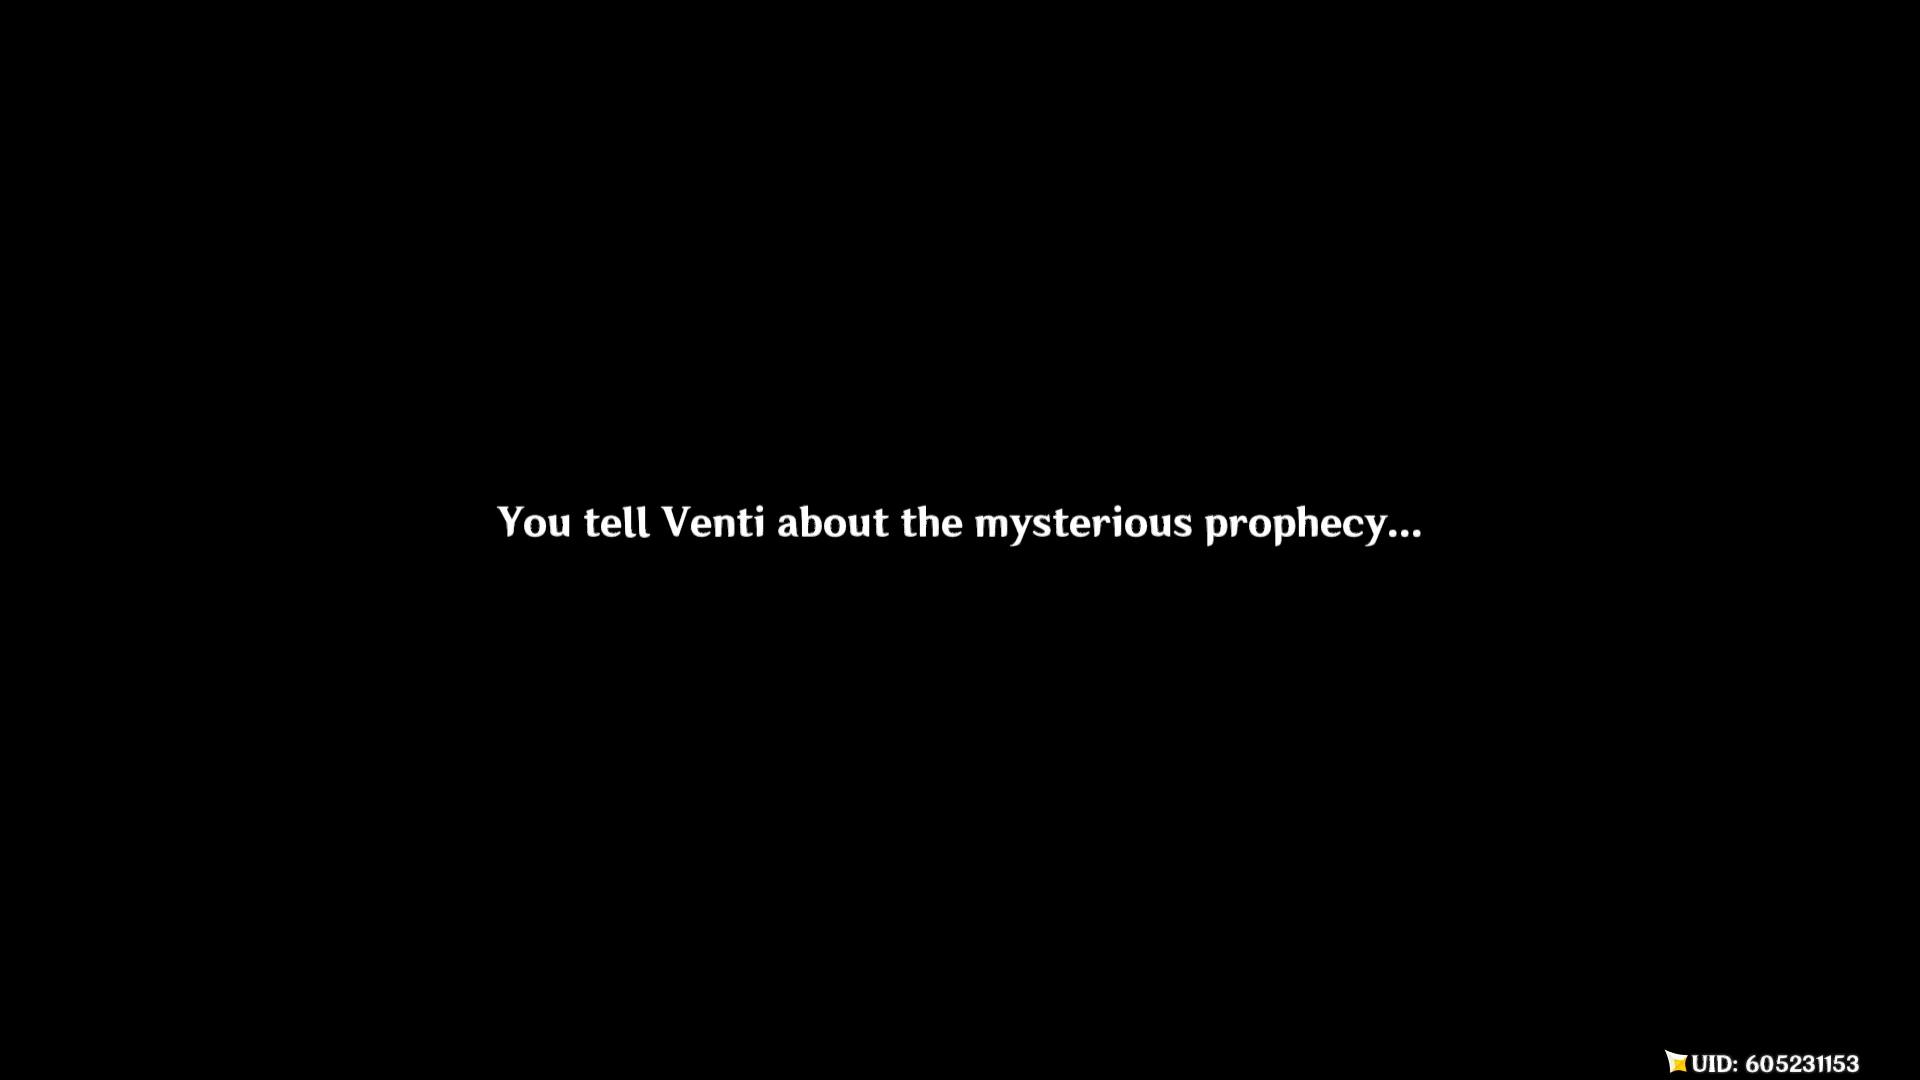 You tell Venti about the mysterious prophecy...
UID: 605231153